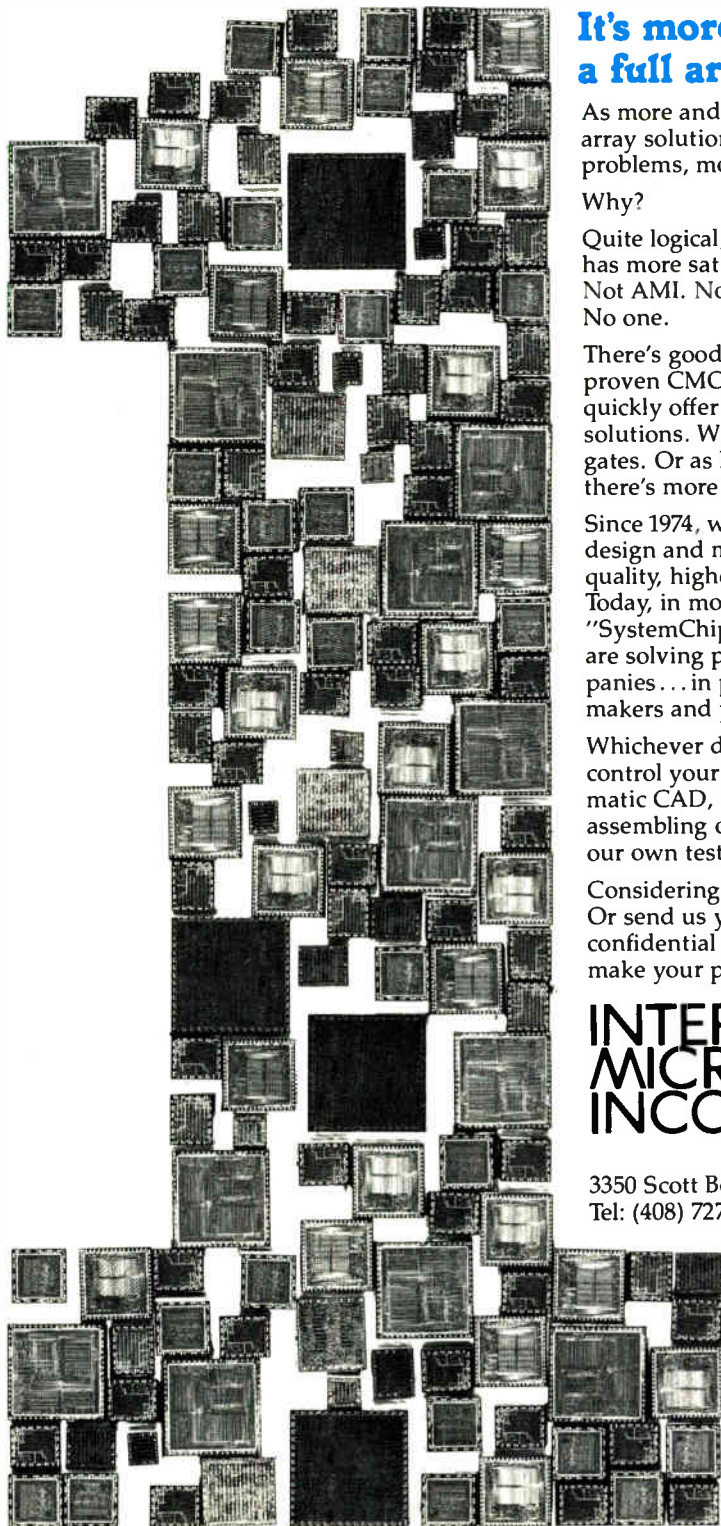 It's more
a full ar
As more and
array solution
problems, mo
Why?
Quite logical
has more sat
Not AMI. No
No one.
There's good
proven CMO
quickly offer
solutions. W
gates. Or as
there's more
Since 1974, w
design and m
quality, highe
Today, in mo
"SystemChip
are solving p
panies...in p
makers and
Whichever d
control your
matic CAD,
assembling o
our own test
Considering
Or send us y
confidential
make your p
INTER
MICR
INCO
3350 Scott Bo
Tel: (408) 727